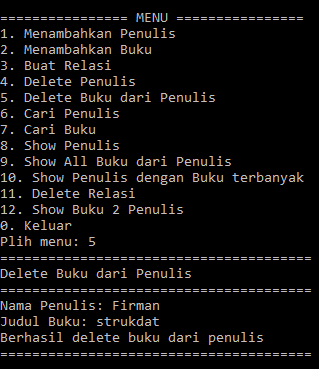 ================ MENU ================
1. Menambahkan Penulis
2. Menambahkan Buku
3. Buat Relasi
4. Delete Penulis
5. Delete Buku dari Penulis
6. Cari Penulis
7. Cari Buku
8. Show Penulis
9. Show All Buku dari Penulis
10. Show Penulis dengan Buku terbanyak
11. Delete Relasi
12. Show Buku 2 Penulis
0. Keluar
Plih menu: 5
=======================================
Delete Buku dari Penulis
=======================================
Nama Penulis: Firman
Judul Buku: strukdat
Berhasil delete buku dari penulis
=======================================